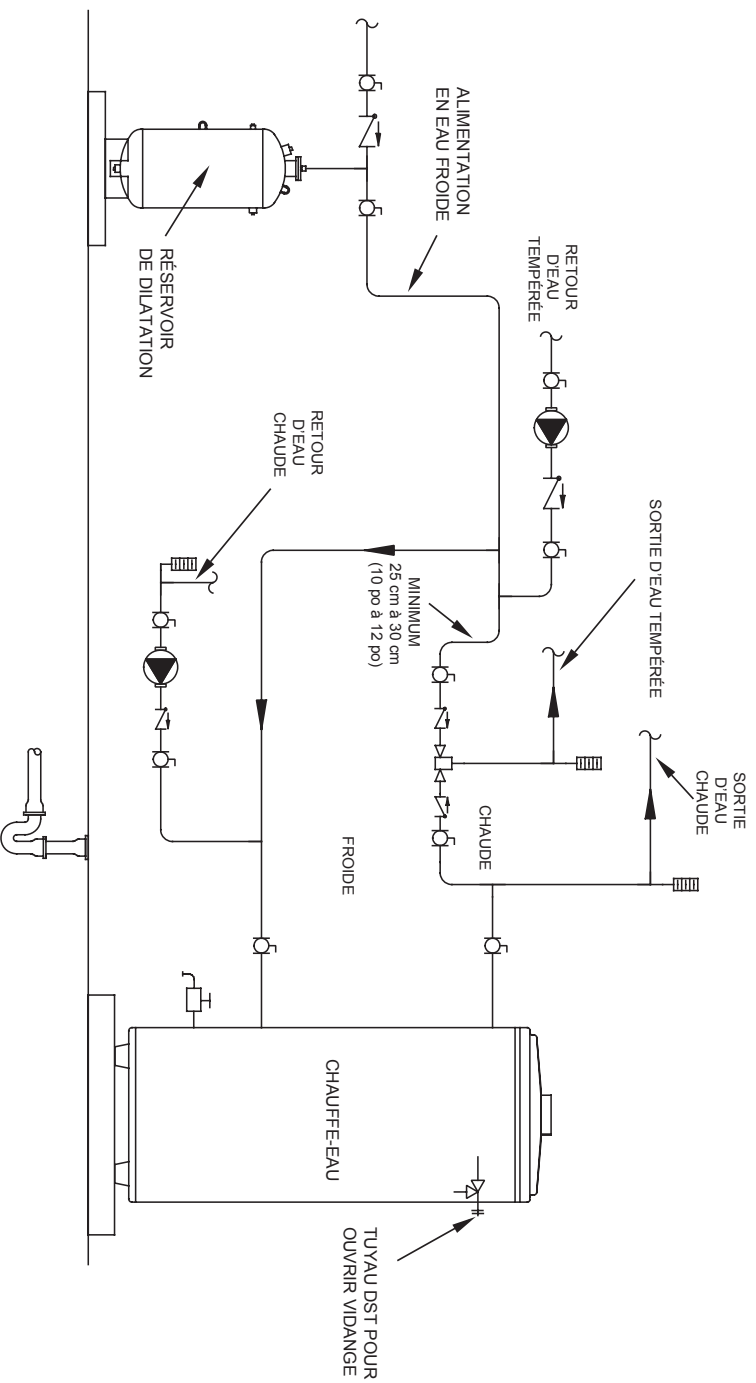 ALIMENTATION
EN EAU FROIDE
RETOUR
D'EAU
TEMPÉRÉE
SORTIE D'EAU TEMPÉRÉE
SORTIE
D'EAU
CHAUDE
RÉSERVOIR
DE DILATATION
RETOUR
D'EAU
CHAUDE
MINIMUM
25 cm à 30 cm
(10 po à 12 po)
CHAUDE
FROIDE
CHAUFFE-EAU
TUYAU DST POUR
OUVRIR VIDANGE